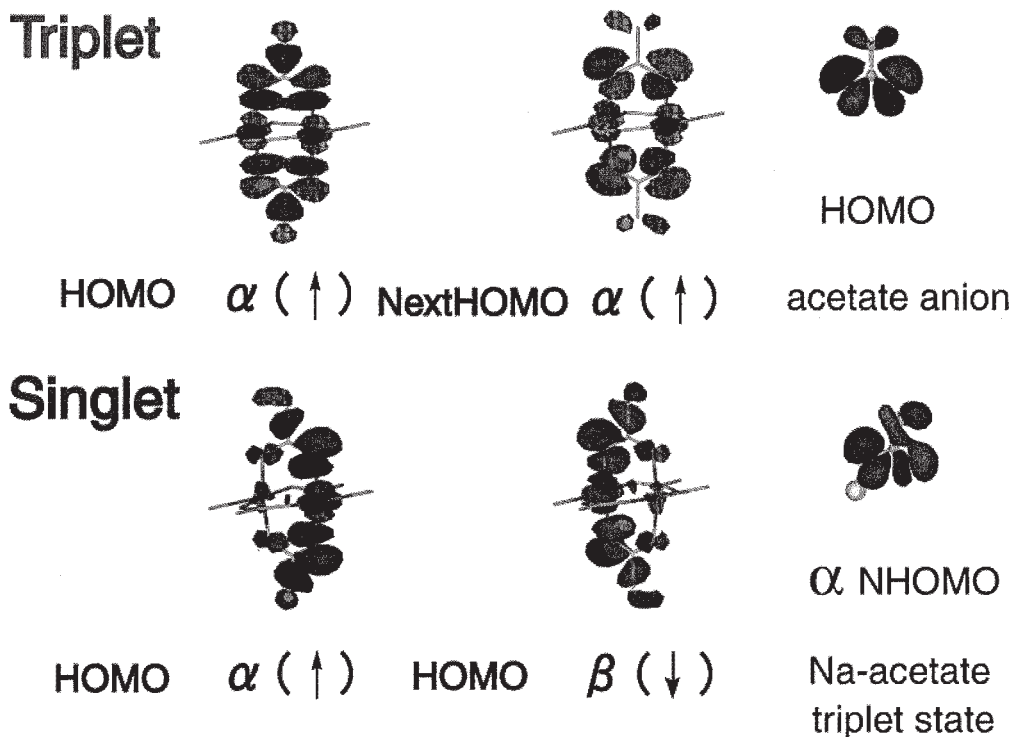 Triplet
HOMO
HOMO α ( ↑ ) NextHOMO α ( ↑ ) acetate anion
Singlet
α NHOMO
HOMO α ( ↑ ) HOMO β ( ↓ ) Na-acetate
triplet state